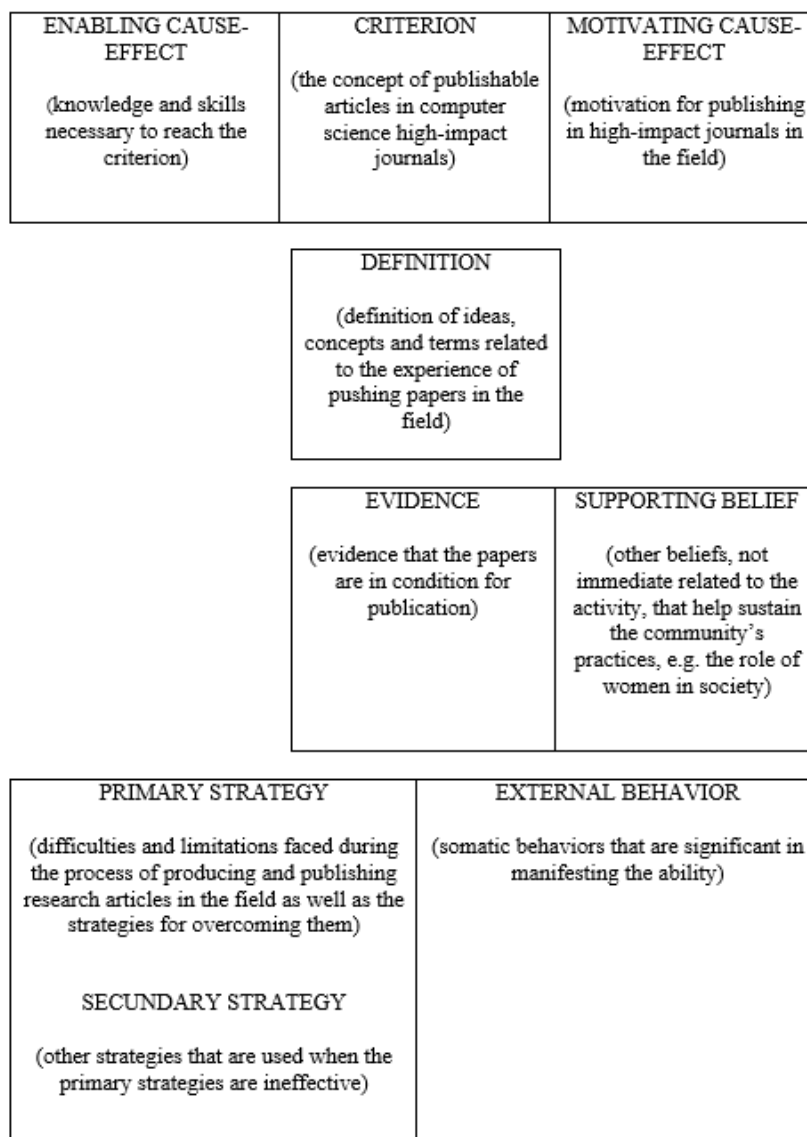 ENABLING CAUSE-
EFFECT
(knowledge and skills
necessary to reach the
criterion)
CRITERION
(the concept of publishable
articles in computer
science high-impact
journals)
MOTIVATING CAUSE-
EFFECT
(motivation for publishing
in high-impact journals in
the field)
DEFINITION
(definition of ideas,
concepts and terms related
to the experience of
pushing papers in the
field)
EVIDENCE
(evidence that the papers
are in condition for
publication)
SUPPORTING BELIEF
(other beliefs, not
immediate related to the
activity, that help sustain
the community’s
practices, e.g. the role of
women in society)
PRIMARY STRATEGY
(difficulties and limitations faced during
the process of producing and publishing
research articles in the field as well as the
strategies for overcoming them)
SECUNDARY STRATEGY
(other strategies that are used when the
primary strategies are ineffective)
EXTERNAL BEHAVIOR
(somatic behaviors that are significant in
manifesting the ability)